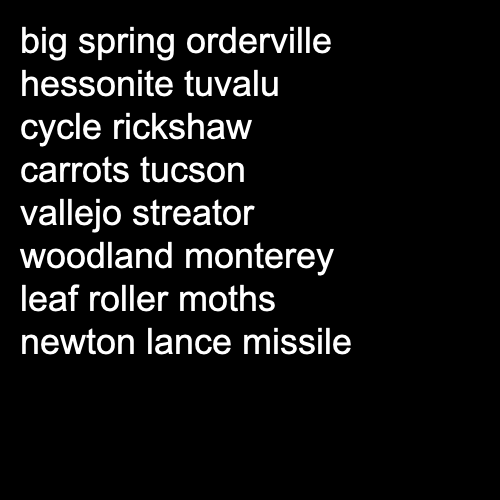 big spring orderville
hessonite tuvalu
cycle rickshaw
carrots tucson
vallejo streator
woodland monterey
leaf roller moths
newton lance missile